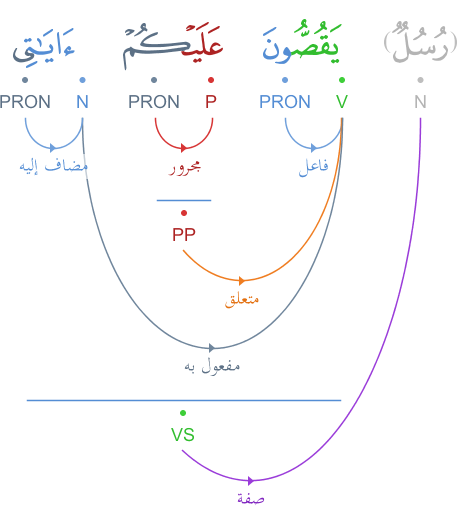 (رُسُلٌ) يَقُصُّونَ عَلَيْكُمْ ءَايَٰتِى
N V PRON P PRON N PRON
فاعل مجرور مضاف إليه
PP
متعلق
مفعول به
VS
صفة